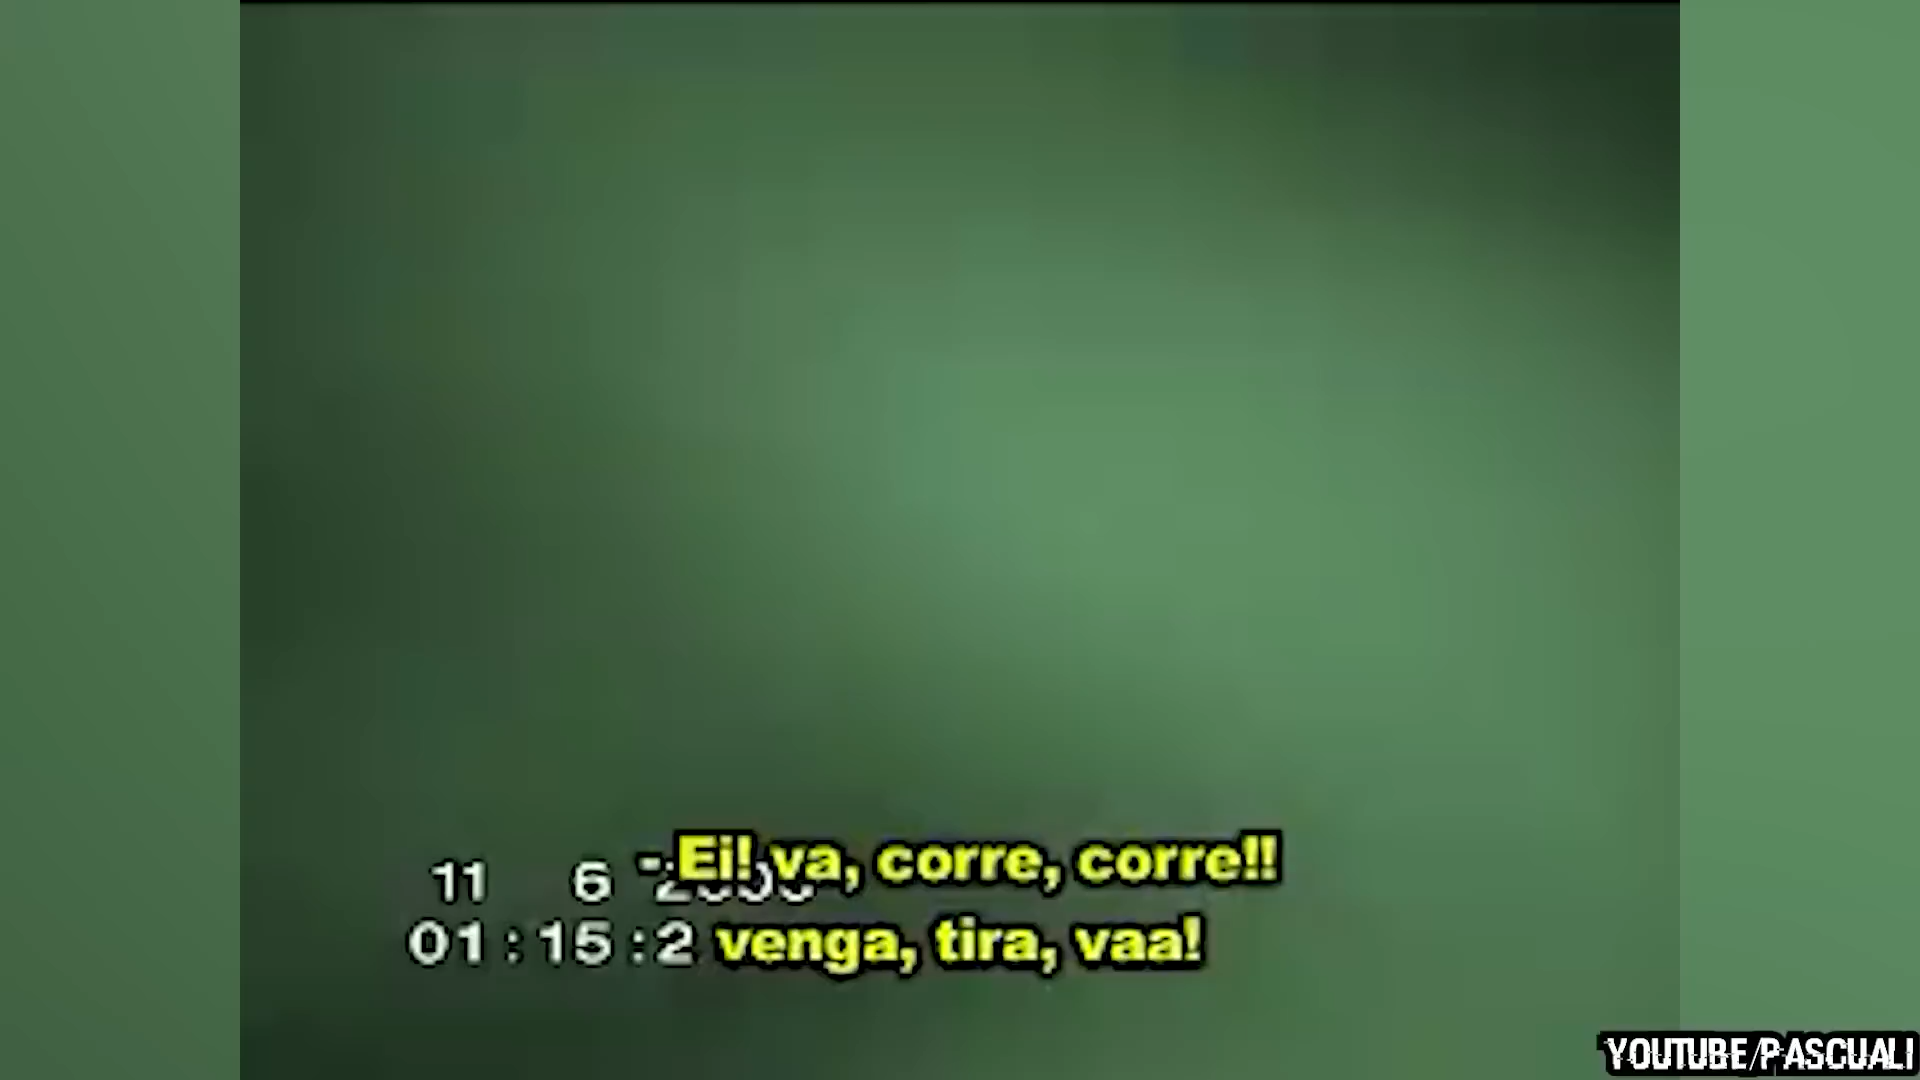 - Ei! va, corre, corre!!
11 6
01:15:2 venga, tira, vaa!
YOUTUBE/PASCUALI